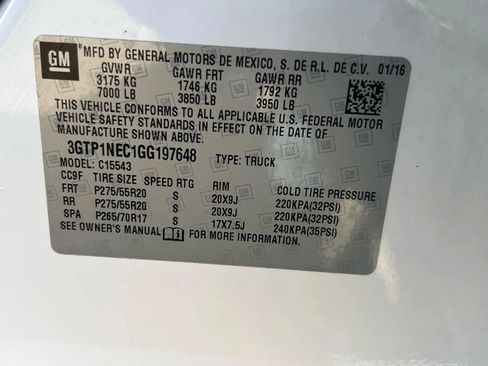 GM MFD BY GENERAL MOTORS DE MEXICO, S. DE R.L. DE C.V. 01/16
GVWR GAWR FRT GAWR RR
3175 KG 1746 KG 1792 KG
7000 LB 3850 LB 3950 LB
THIS VEHICLE CONFORMS TO ALL APPLICABLE U.S. FEDERAL MOTOR
VEHICLE SAFETY STANDARDS IN EFFECT ON THE DATE OF
MANUFACTURE SHOWN ABOVE.
3GTP1NEC1GG197648 TYPE: TRUCK
MODEL: C15543
CC9F TIRE SIZE SPEED RTG RIM COLD TIRE PRESSURE
FRT P275/55R20 S 20X9J 220KPA(32PSI)
RR P275/55R20 S 20X9J 220KPA(32PSI)
SPA P265/70R17 S 17X7.5J 240KPA(35PSI)
SEE OWNER'S MANUAL FOR MORE INFORMATION.